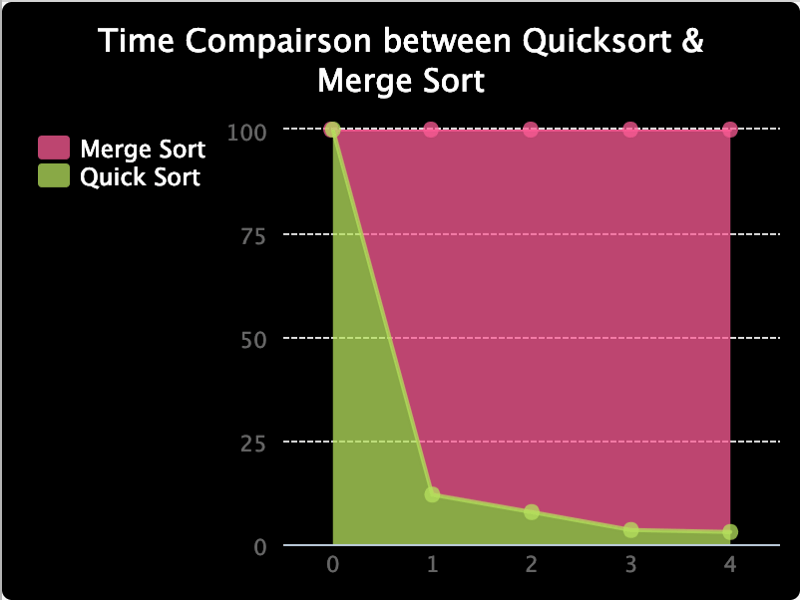 Time Compairson between Quicksort &
Merge Sort
Merge Sort
Quick Sort
100
75
50
25
0
0 1 2 3 4